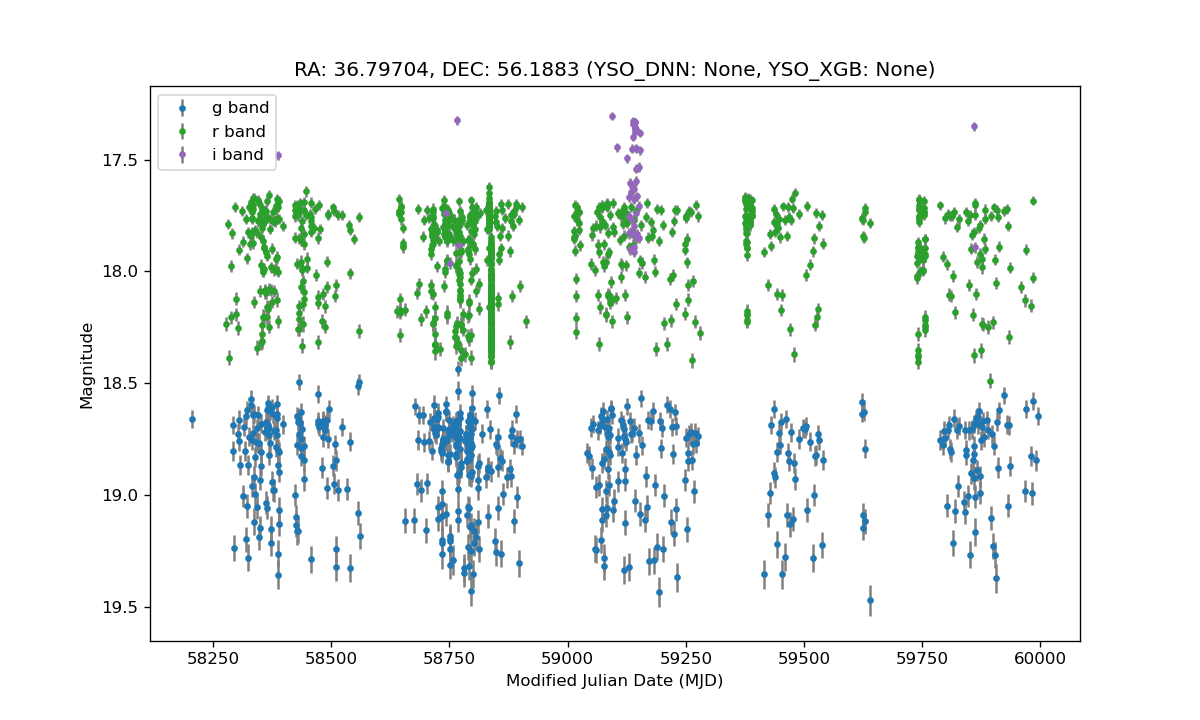 RA: 36.79704, DEC: 56.1883 (YSO_DNN: None, YSO_XGB: None)
g band
r band
i band
17.5
18.0
18.5
19.0
19.5
Magnitude
58250 58500 58750 59000 59250 59500 59750 60000
Modified Julian Date (MJD)